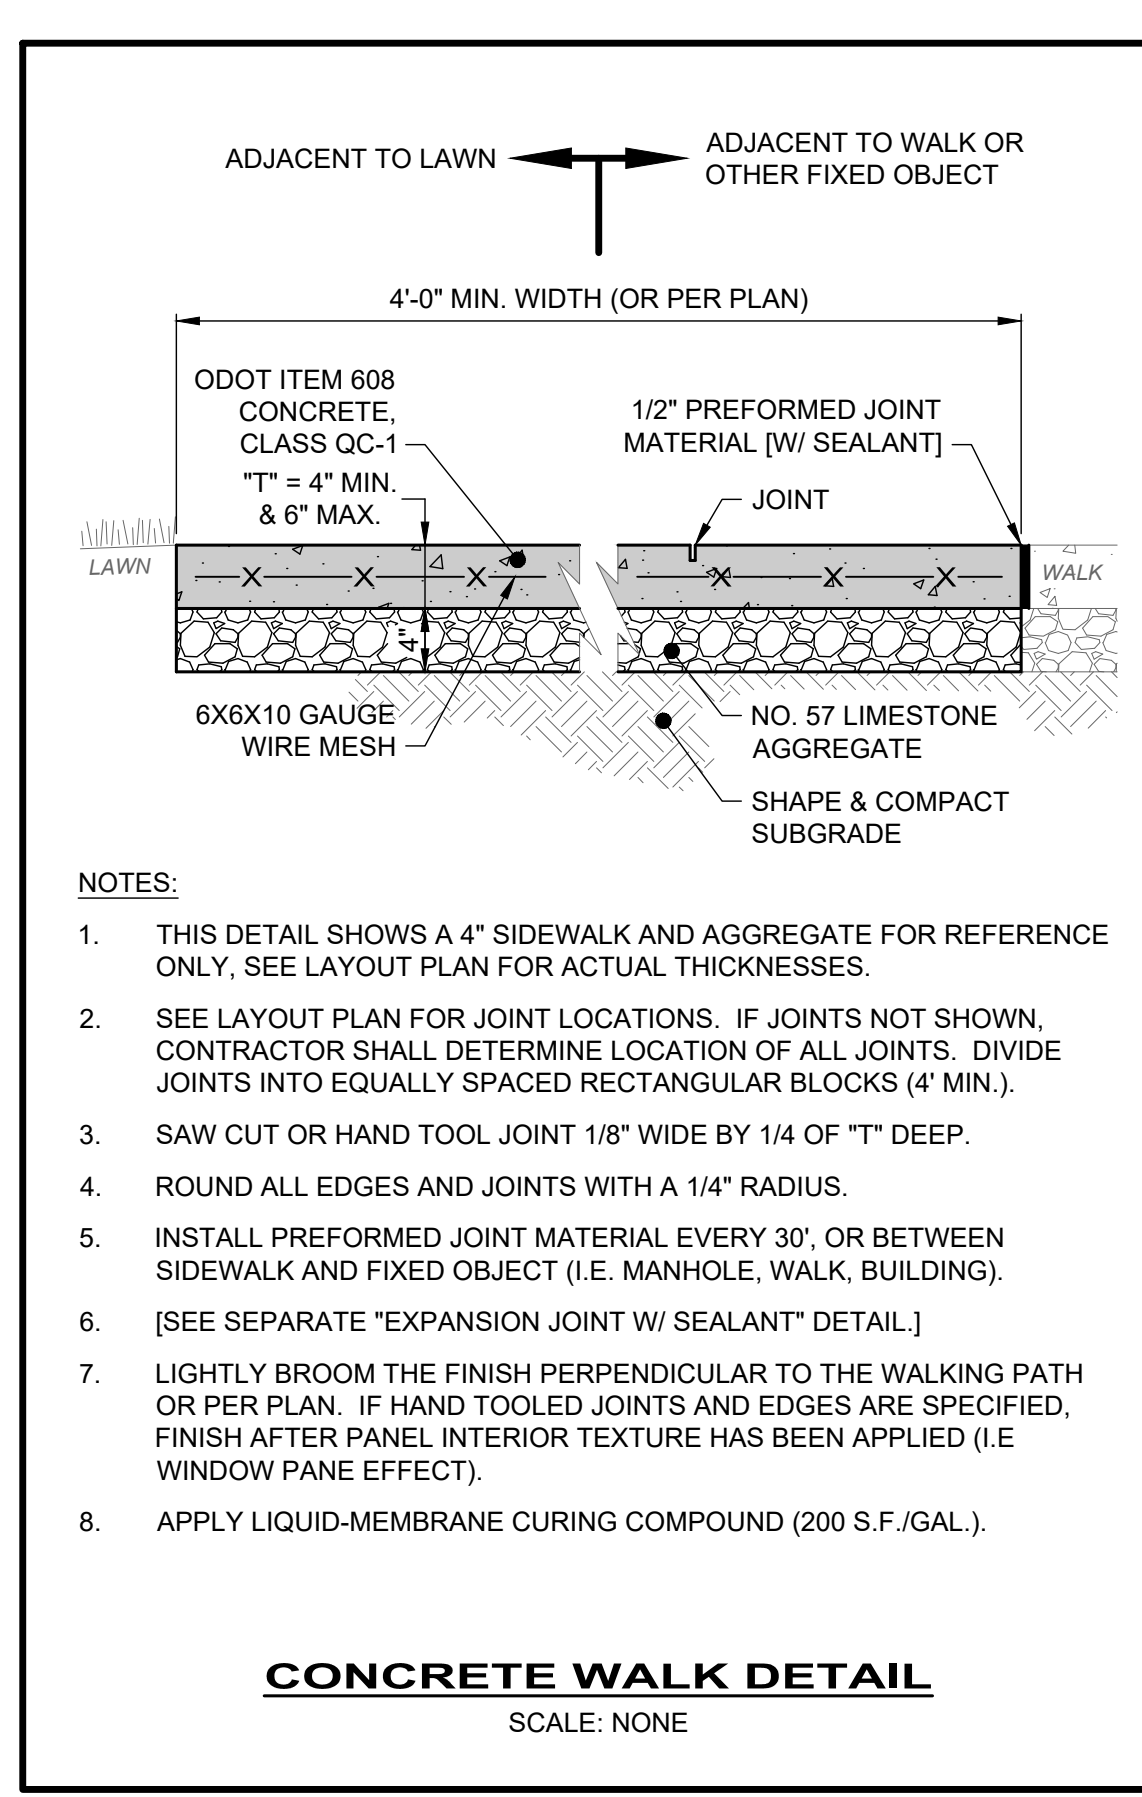 ADJACENT TO LAWN
ADJACENT TO WALK OR
OTHER FIXED OBJECT
4'-0" MIN. WIDTH (OR PER PLAN)
ODOT ITEM 608
CONCRETE,
CLASS QC-1
"T" = 4" MIN.
& 6" MAX.
1/2" PREFORMED JOINT
MATERIAL [W/ SEALANT]
JOINT
LAWN
WALK
4"
6X6X10 GAUGE
WIRE MESH
NO. 57 LIMESTONE
AGGREGATE
SHAPE & COMPACT
SUBGRADE
NOTES:
1. THIS DETAIL SHOWS A 4" SIDEWALK AND AGGREGATE FOR REFERENCE
ONLY, SEE LAYOUT PLAN FOR ACTUAL THICKNESSES.
2. SEE LAYOUT PLAN FOR JOINT LOCATIONS. IF JOINTS NOT SHOWN,
CONTRACTOR SHALL DETERMINE LOCATION OF ALL JOINTS. DIVIDE
JOINTS INTO EQUALLY SPACED RECTANGULAR BLOCKS (4' MIN.).
3. SAW CUT OR HAND TOOL JOINT 1/8" WIDE BY 1/4 OF "T" DEEP.
4. ROUND ALL EDGES AND JOINTS WITH A 1/4" RADIUS.
5. INSTALL PREFORMED JOINT MATERIAL EVERY 30', OR BETWEEN
SIDEWALK AND FIXED OBJECT (I.E. MANHOLE, WALK, BUILDING).
6. [SEE SEPARATE "EXPANSION JOINT W/ SEALANT" DETAIL.]
7. LIGHTLY BROOM THE FINISH PERPENDICULAR TO THE WALKING PATH
OR PER PLAN. IF HAND TOOLED JOINTS AND EDGES ARE SPECIFIED,
FINISH AFTER PANEL INTERIOR TEXTURE HAS BEEN APPLIED (I.E
WINDOW PANE EFFECT).
8. APPLY LIQUID-MEMBRANE CURING COMPOUND (200 S.F./GAL.).
CONCRETE WALK DETAIL
SCALE: NONE